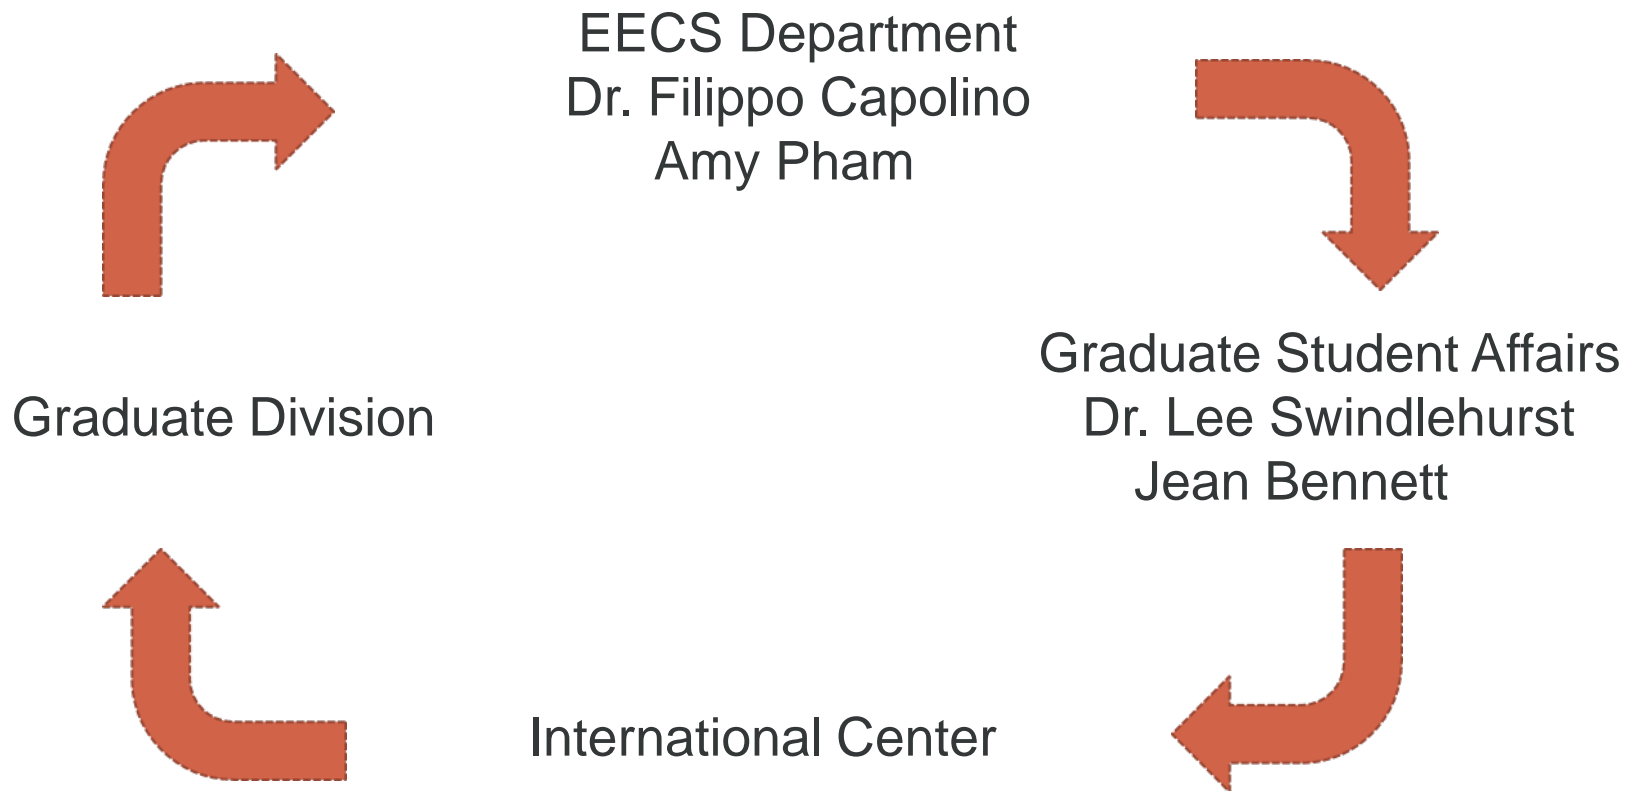 EECS Department
Dr. Filippo Capolino
Amy Pham
Graduate Student Affairs
Dr. Lee Swindlehurst
Jean Bennett
Graduate Division
International Center